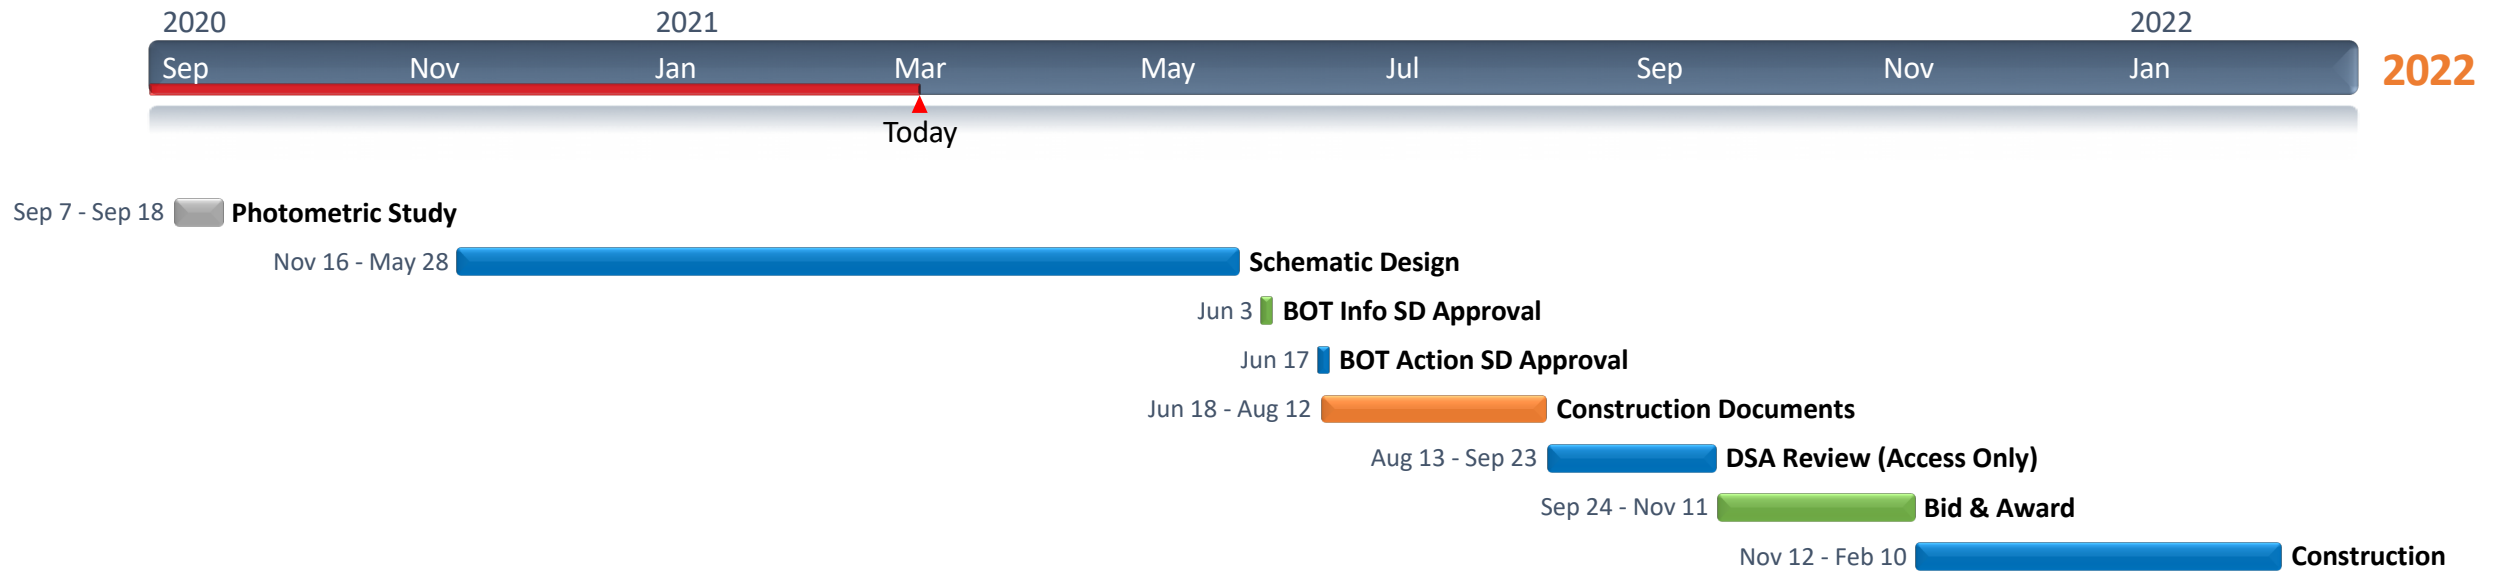 2020 2021 2022
Sep Nov Jan Mar May Jul Sep Nov Jan 2022
Today
Sep 7 - Sep 18 Photometric Study
Nov 16 - May 28 Schematic Design
Jun 3 BOT Info SD Approval
Jun 17 BOT Action SD Approval
Jun 18 - Aug 12 Construction Documents
Aug 13 - Sep 23 DSA Review (Access Only)
Sep 24 - Nov 11 Bid & Award
Nov 12 - Feb 10 Construction